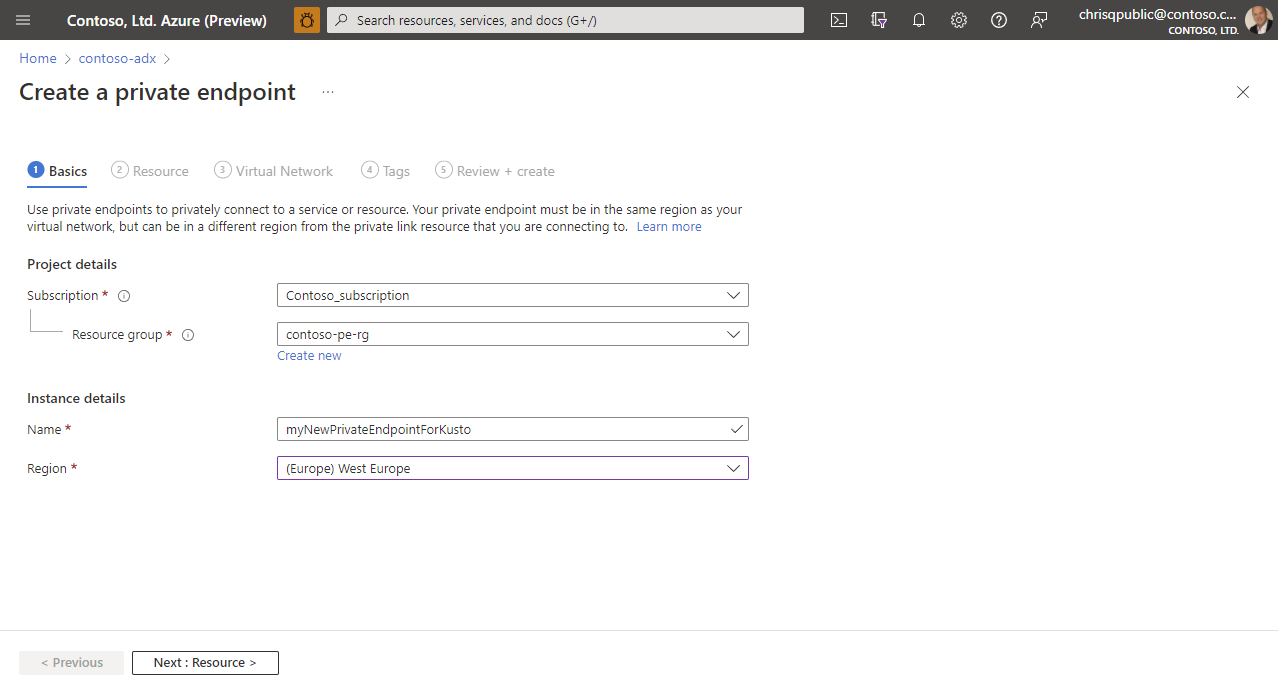 Contoso, Ltd. Azure (Preview)
Search resources, services, and docs (G+/)
chrisqpublic@contoso.c...
CONTOSO, LTD.
Home > contoso-adx >
Create a private endpoint ...
1 Basics 2 Resource 3 Virtual Network 4 Tags 5 Review + create
Use private endpoints to privately connect to a service or resource. Your private endpoint must be in the same region as your
virtual network, but can be in a different region from the private link resource that you are connecting to. Learn more
Project details
Subscription * Contoso_subscription
Resource group * contoso-pe-rg
Create new
Instance details
Name * myNewPrivateEndpointForKusto
Region * (Europe) West Europe
< Previous Next : Resource >